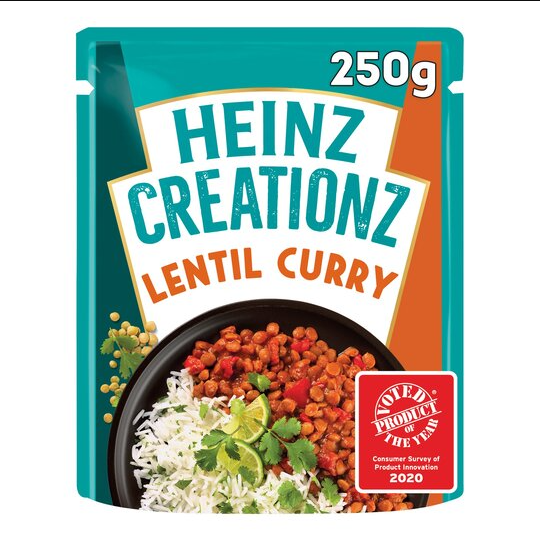 250g
HEINZ
CREATIONZ
LENTIL CURRY
VOTED
PRODUCT
OF
THE YEAR
Consumer Survey of
Product Innovation
2020